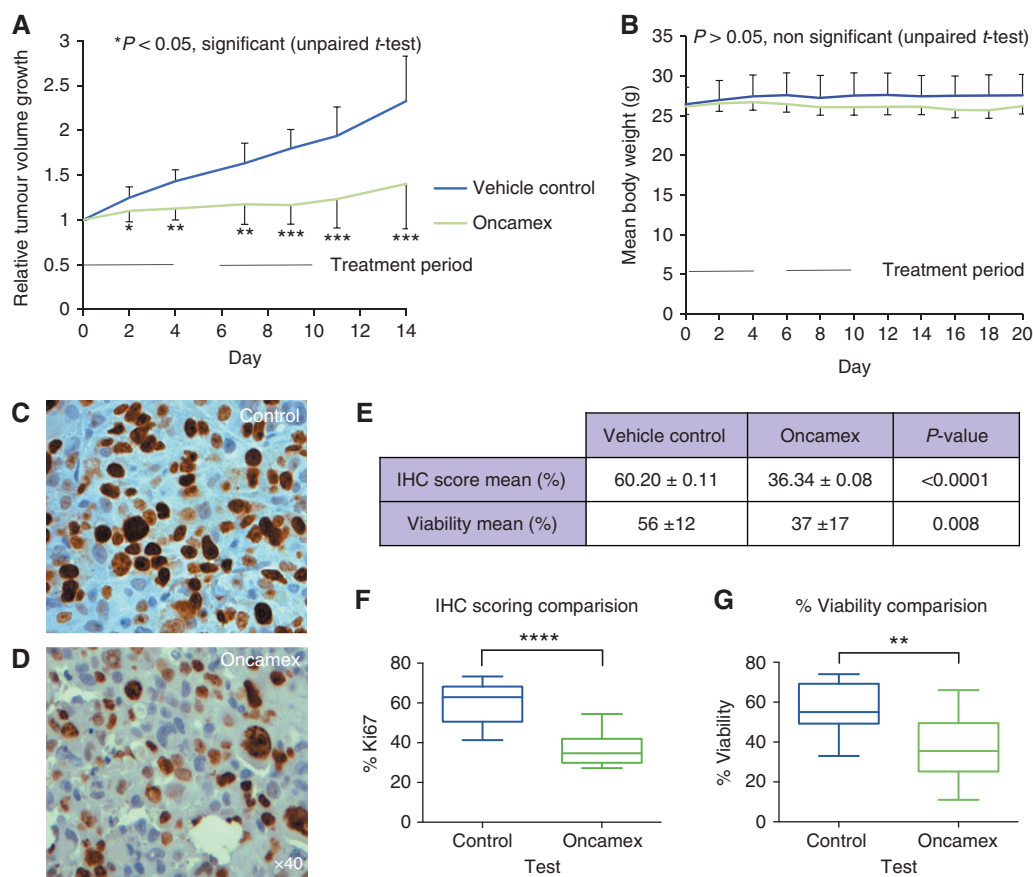 A
*P < 0.05, significant (unpaired t-test)
Relative tumour volume growth
3
2.5
2
1.5
1
0.5
0
* ** ** *** *** ***
Treatment period
0 2 4 6 8 10 12 14
Day
Vehicle control
Oncamex
B
P > 0.05, non significant (unpaired t-test)
Mean body weight (g)
35
30
25
20
15
10
5
0
Treatment period
0 2 4 6 8 10 12 14 16 18 20
Day
C
Control
D
Oncamex
×40
E
Vehicle control Oncamex P-value
IHC score mean (%) 60.20 ± 0.11 36.34 ± 0.08 <0.0001
Viability mean (%) 56 ±12 37 ±17 0.008
F
IHC scoring comparision
****
% Ki67
80
60
40
20
0
Control Oncamex
Test
G
% Viability comparision
**
% Viability
80
60
40
20
0
Control Oncamex
Test